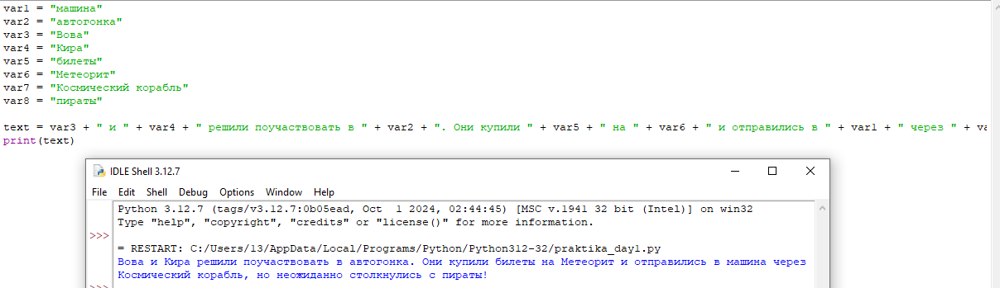 var1 = "машина"
var2 = "автогонка"
var3 = "Вова"
var4 = "Кира"
var5 = "билеты"
var6 = "Метеорит"
var7 = "Космический корабль"
var8 = "пираты"
text = var3 + " и " + var4 + " решили поучаствовать в " + var2 + ". Они купили " + var5 + " на " + var6 + " и отправились в " + var1 + " через " + va
print(text)
IDLE Shell 3.12.7
File Edit Shell Debug Options Window Help
Python 3.12.7 (tags/v3.12.7:0b05ead, Oct  1 2024, 02:44:45) [MSC v.1941 32 bit (Intel)] on win32
Type "help", "copyright", "credits" or "license()" for more information.
>>>
= RESTART: C:/Users/13/AppData/Local/Programs/Python/Python312-32/praktika_day1.py
Вова и Кира решили поучаствовать в автогонка. Они купили билеты на Метеорит и отправились в машина через
Космический корабль, но неожиданно столкнулись с пираты!
>>>